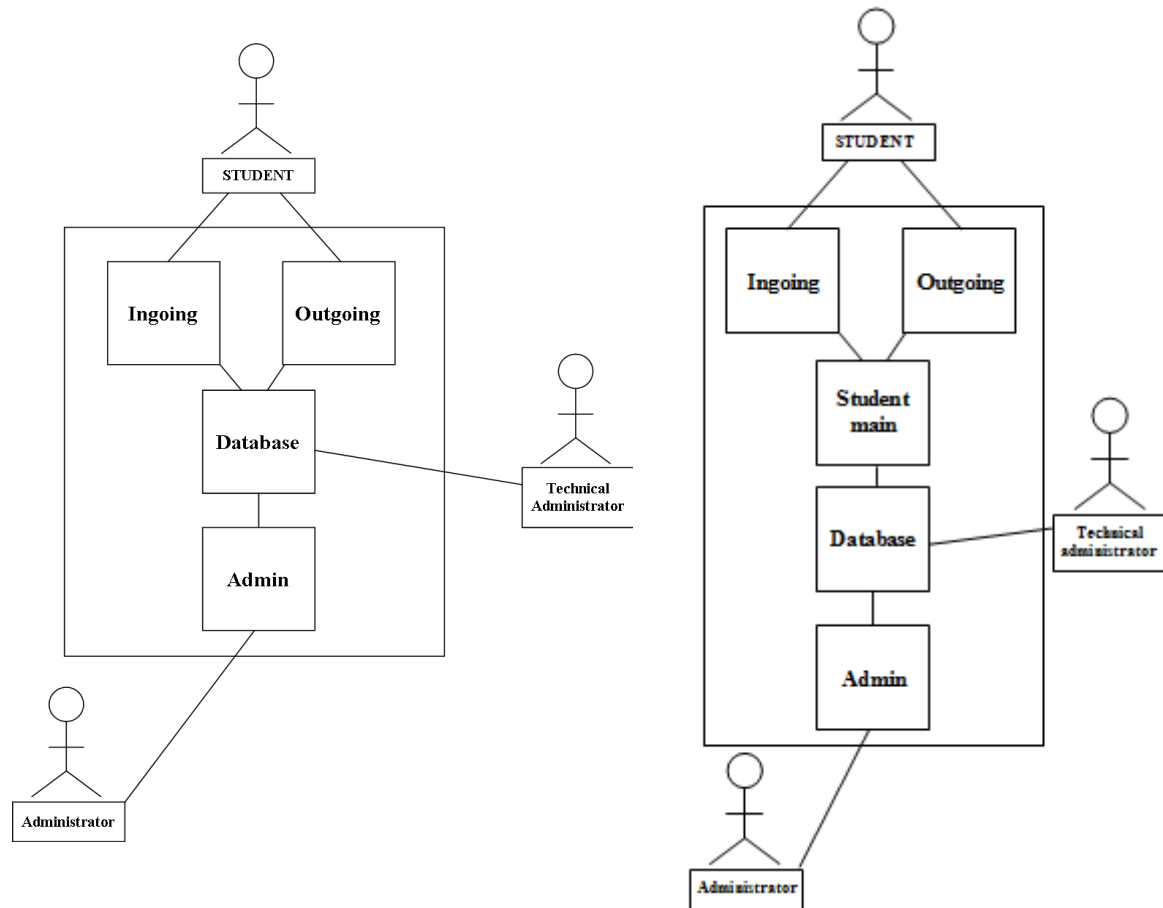 STUDENT
Ingoing
Outgoing
Database
Technical
Administrator
Admin
Administrator
STUDENT
Ingoing
Outgoing
Student
main
Database
Technical
administrator
Admin
Administrator